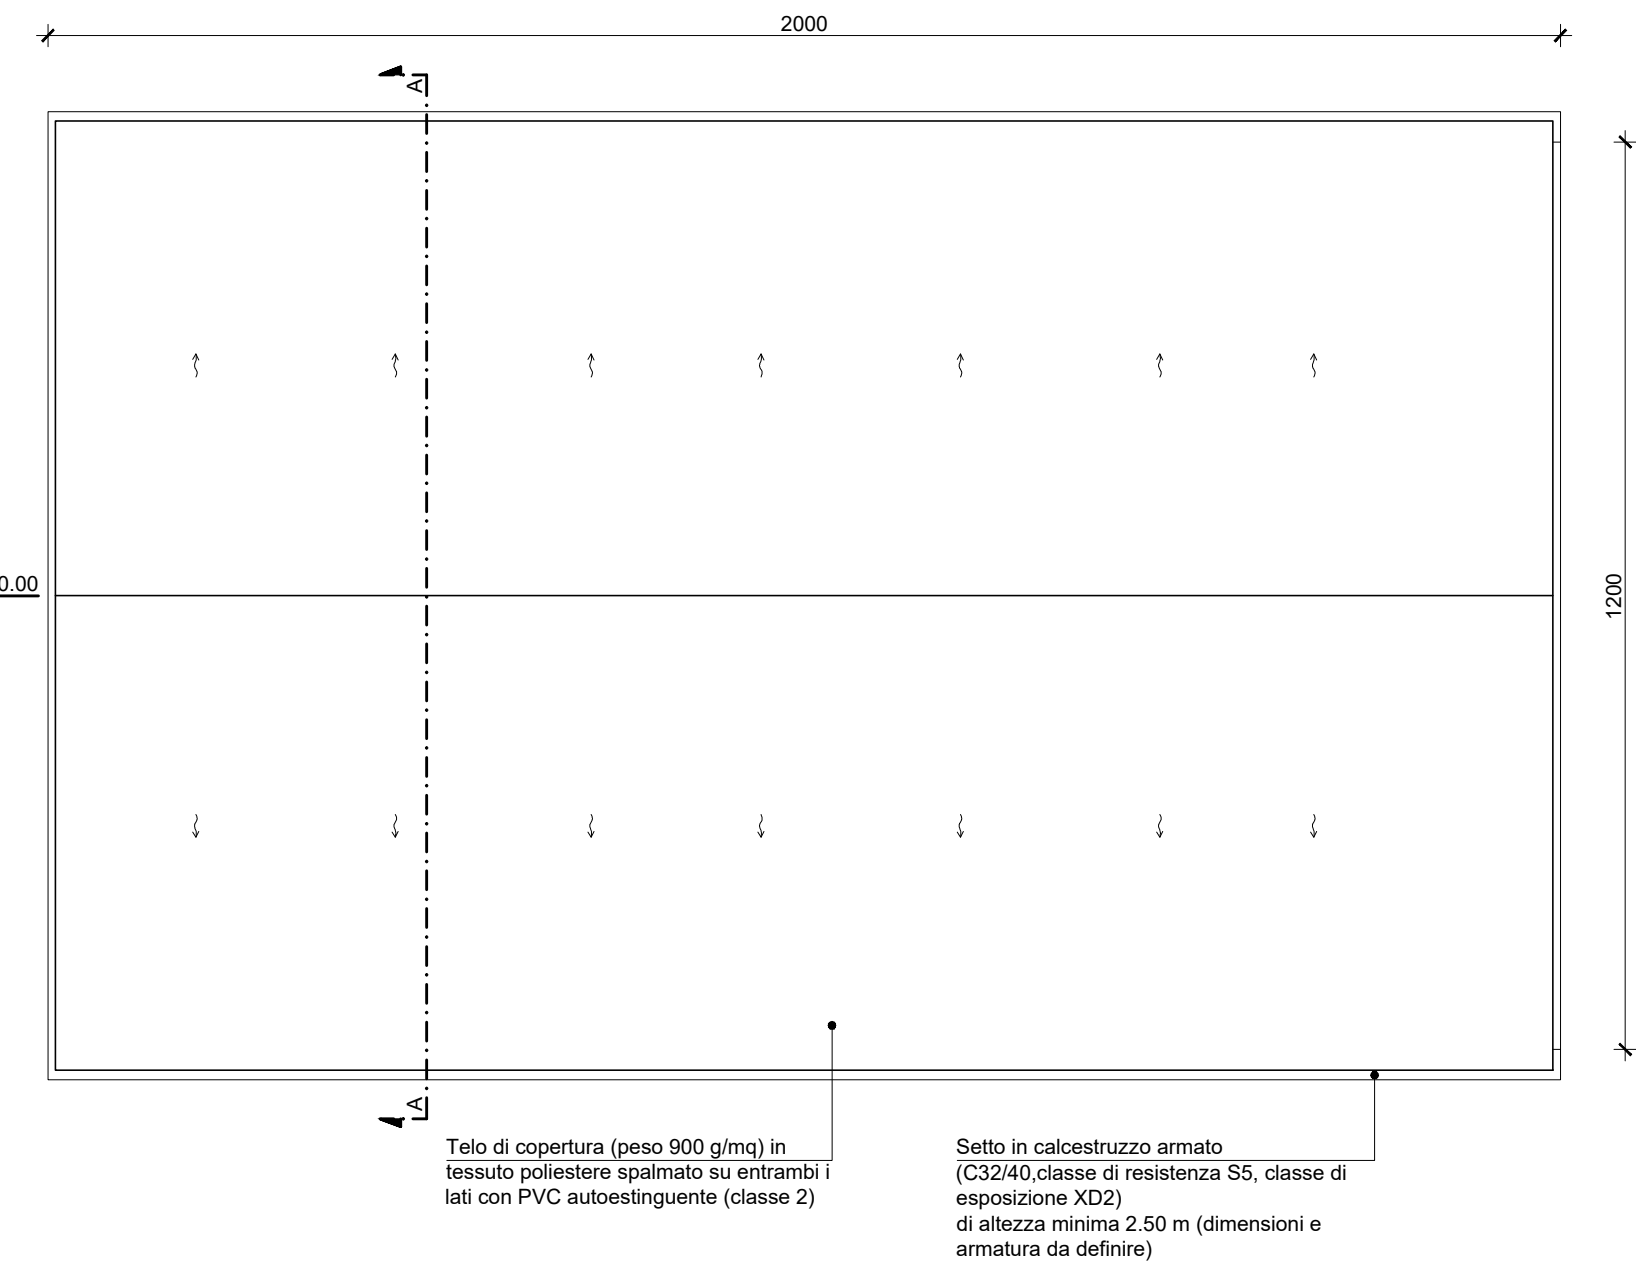 2000
A
0.00
1200
A
Telo di copertura (peso 900 g/mq) in
tessuto poliestere spalmato su entrambi i
lati con PVC autoestinguente (classe 2)
Setto in calcestruzzo armato
(C32/40,classe di resistenza S5, classe di
esposizione XD2)
di altezza minima 2.50 m (dimensioni e
armatura da definire)